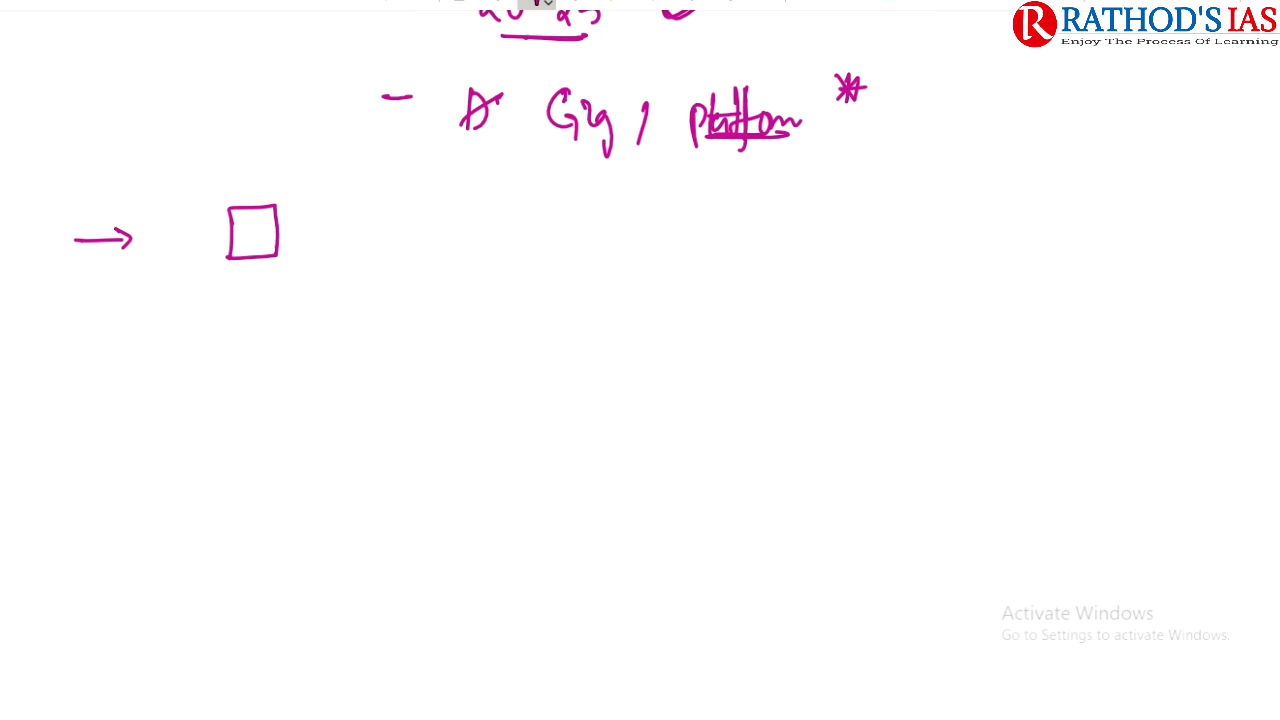 RATHOD'S IAS
Enjoy The Process Of Learning
- A Gig, platform *
Activate Windows
Go to Settings to activate Windows.